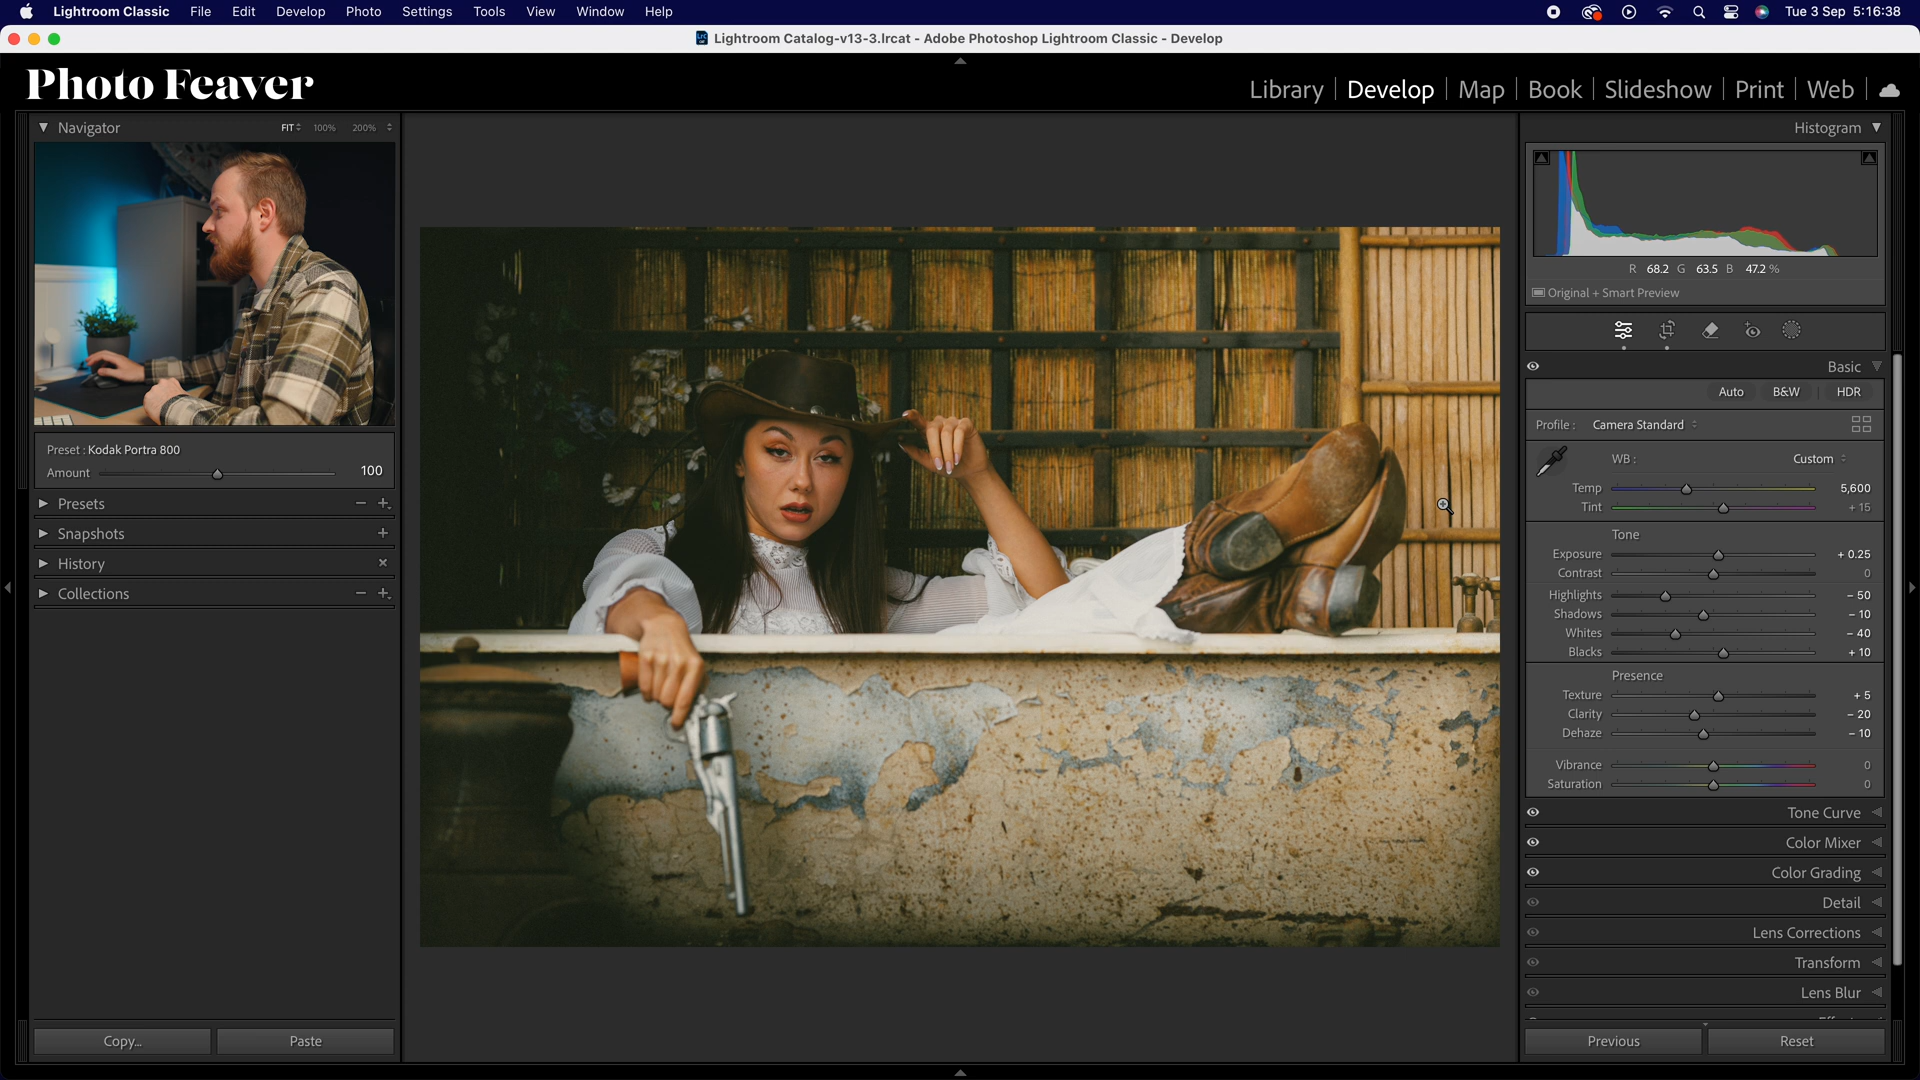 Lightroom Classic File Edit Develop Photo Settings Tools View Window Help Tue 3 Sep 5:16:38
Lightroom Catalog-v13-3.lrcat - Adobe Photoshop Lightroom Classic - Develop
Photo Feaver
Library Develop Map Book Slideshow Print Web
Navigator FIT 100% 200%
Preset : Kodak Portra 800
Amount 100
Presets
Snapshots
History
Collections
Copy... Paste
Histogram
R 68.2 G 63.5 B 47.2 %
Original + Smart Preview
Basic
Auto B&W HDR
Profile : Camera Standard
WB : Custom
Temp 5,600
Tint + 15
Tone
Exposure + 0.25
Contrast 0
Highlights - 50
Shadows - 10
Whites - 40
Blacks + 10
Presence
Texture + 5
Clarity - 20
Dehaze - 10
Vibrance 0
Saturation 0
Tone Curve
Color Mixer
Color Grading
Detail
Lens Corrections
Transform
Lens Blur
Previous Reset